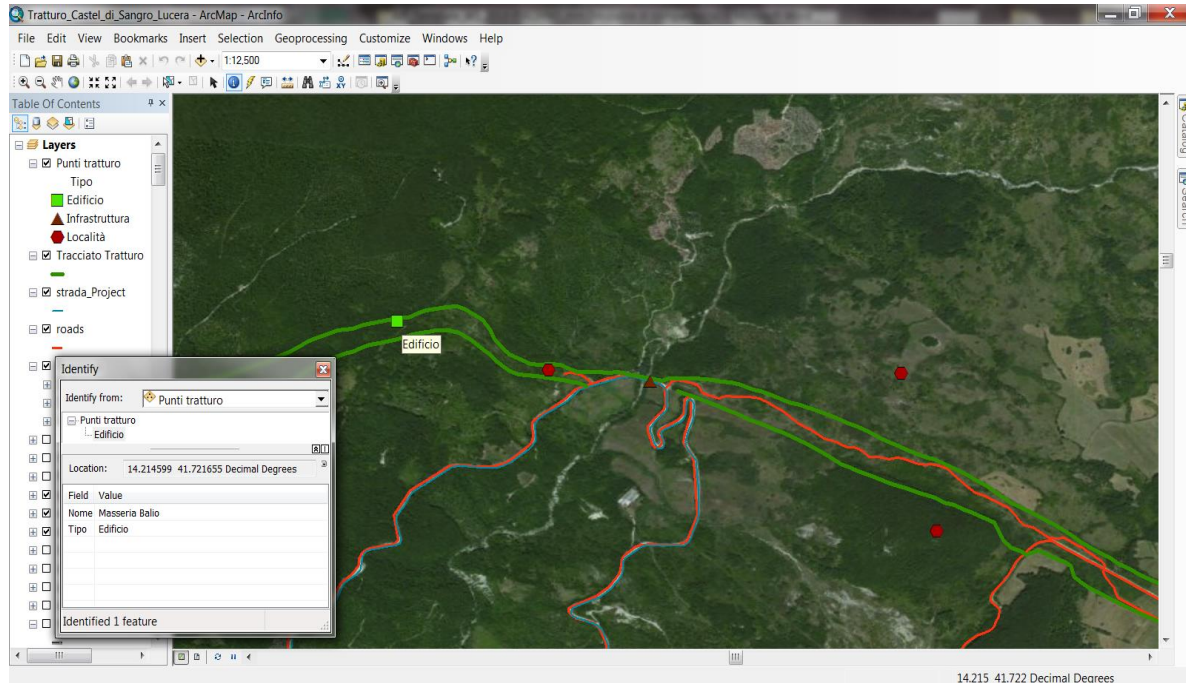 Tratturo_Castel_di_Sangro_Lucera - ArcMap - ArcInfo
File Edit View Bookmarks Insert Selection Geoprocessing Customize Windows Help
1:12,500
Table Of Contents
Layers
Punti tratturo
Tipo
Edificio
Infrastruttura
Località
Tracciato Tratturo
strada_Project
roads
Catalog
Search
Edificio
Identify
Identify from: Punti tratturo
Punti tratturo
Edificio
Location: 14.214599 41.721655 Decimal Degrees
Field Value
Nome Masseria Balio
Tipo Edificio
Identified 1 feature
14.215 41.722 Decimal Degrees